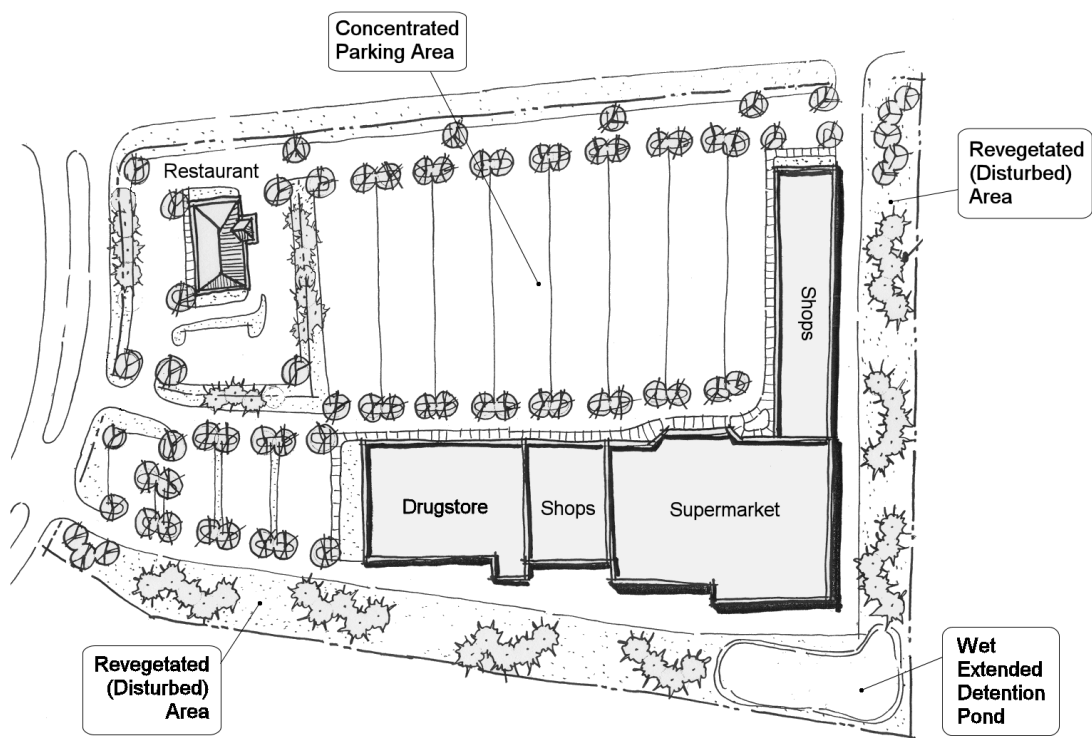 Concentrated
Parking Area
Restaurant
Revegetated
(Disturbed)
Area
Shops
Drugstore
Shops
Supermarket
Revegetated
(Disturbed)
Area
Wet
Extended
Detention
Pond